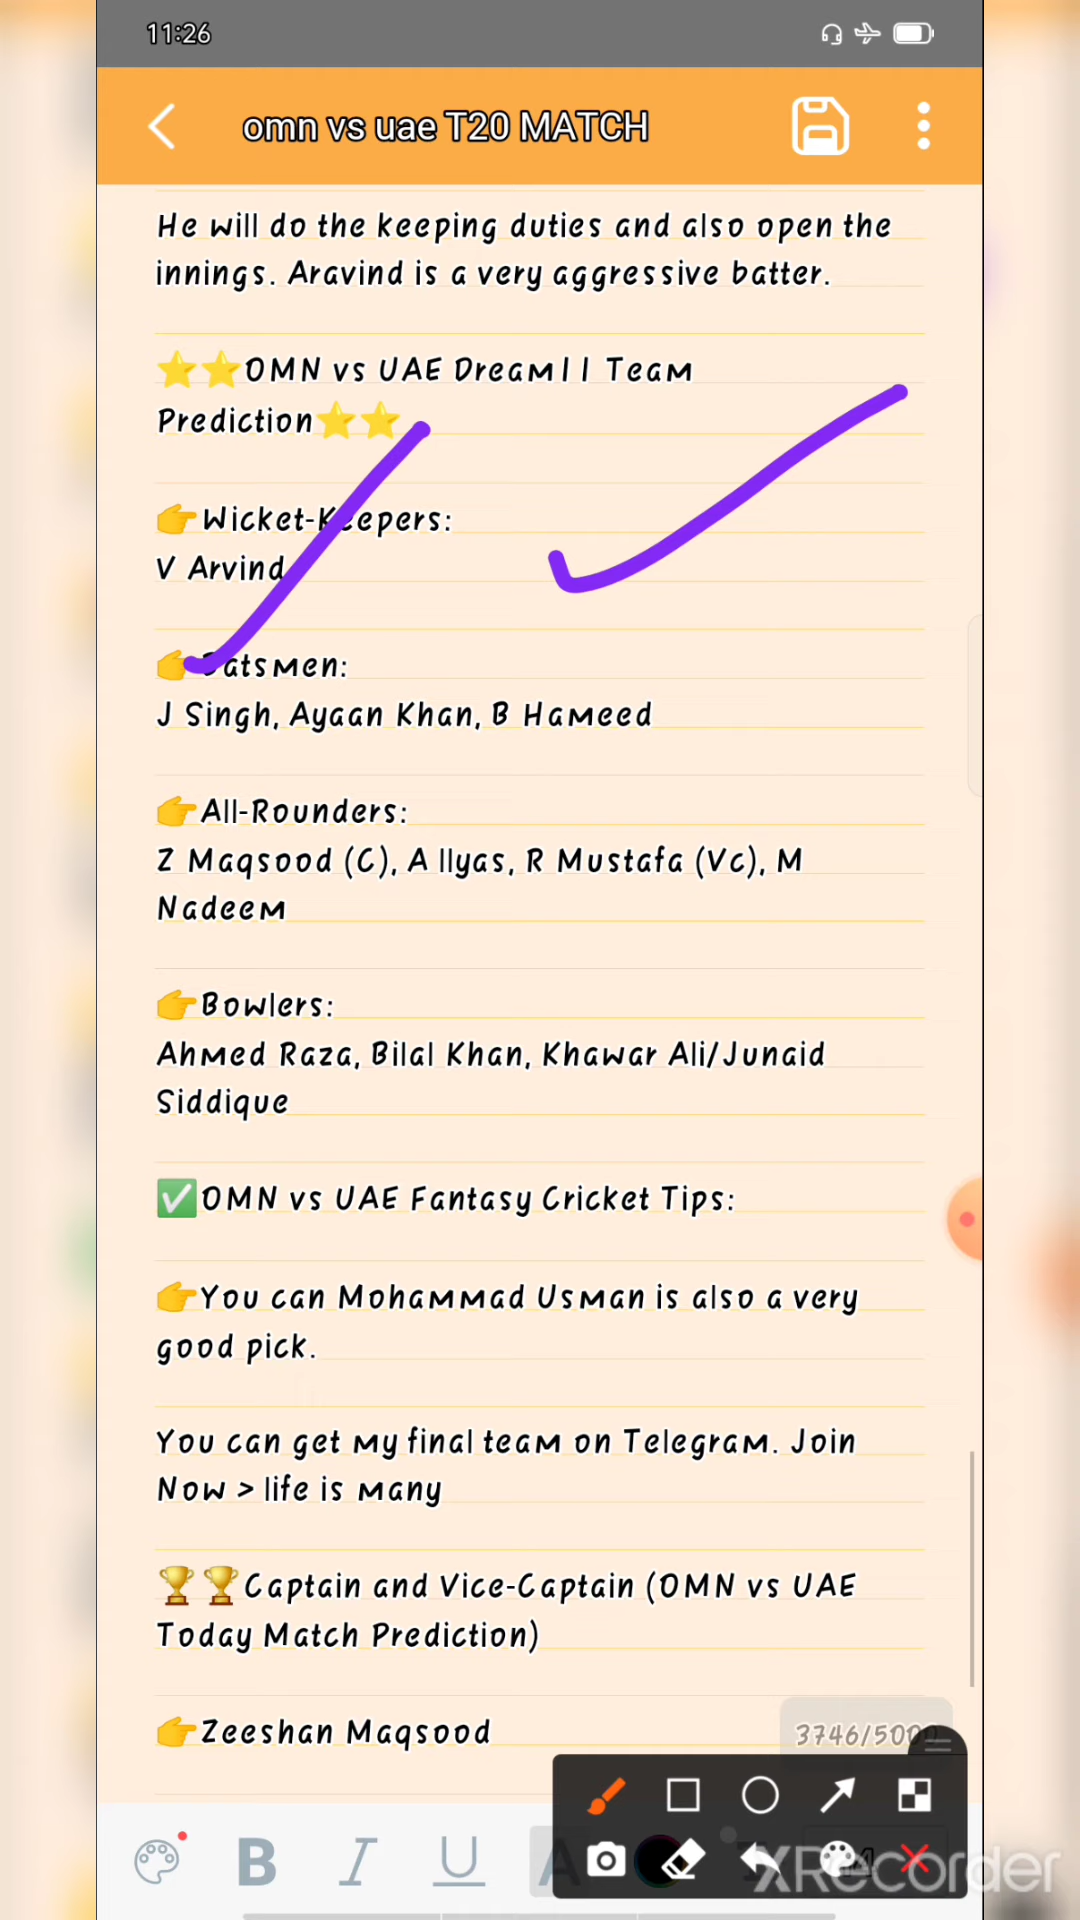 11:26
omn vs uae T20 MATCH
He will do the keeping duties and also open the
innings. Aravind is a very aggressive batter.
⭐⭐OMN vs UAE Dream11 Team
Prediction⭐⭐
👉Wicket-Keepers:
V Arvind
👉Batsmen:
J Singh, Ayaan Khan, B Hameed
👉All-Rounders:
Z Maqsood (C), A Ilyas, R Mustafa (Vc), M
Nadeem
👉Bowlers:
Ahmed Raza, Bilal Khan, Khawar Ali/Junaid
Siddique
✅OMN vs UAE Fantasy Cricket Tips:
👉You can Mohammad Usman is also a very
good pick.
You can get my final team on Telegram. Join
Now > life is many
🏆🏆Captain and Vice-Captain (OMN vs UAE
Today Match Prediction)
👉Zeeshan Maqsood
3746/5000
B I U A
XRecorder